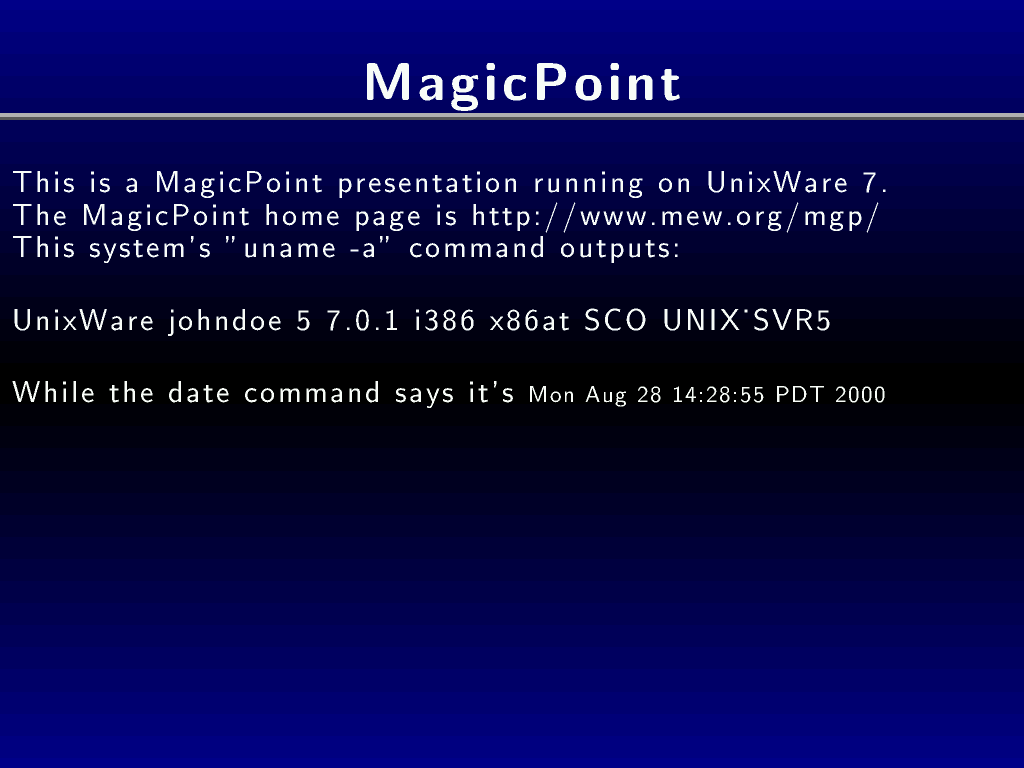 MagicPoint
This is a MagicPoint presentation running on UnixWare 7.
The MagicPoint home page is http://www.mew.org/mgp/
This system's "uname -a" command outputs:
UnixWare johndoe 5 7.0.1 i386 x86at SCO UNIX˙SVR5
While the date command says it's Mon Aug 28 14:28:55 PDT 2000